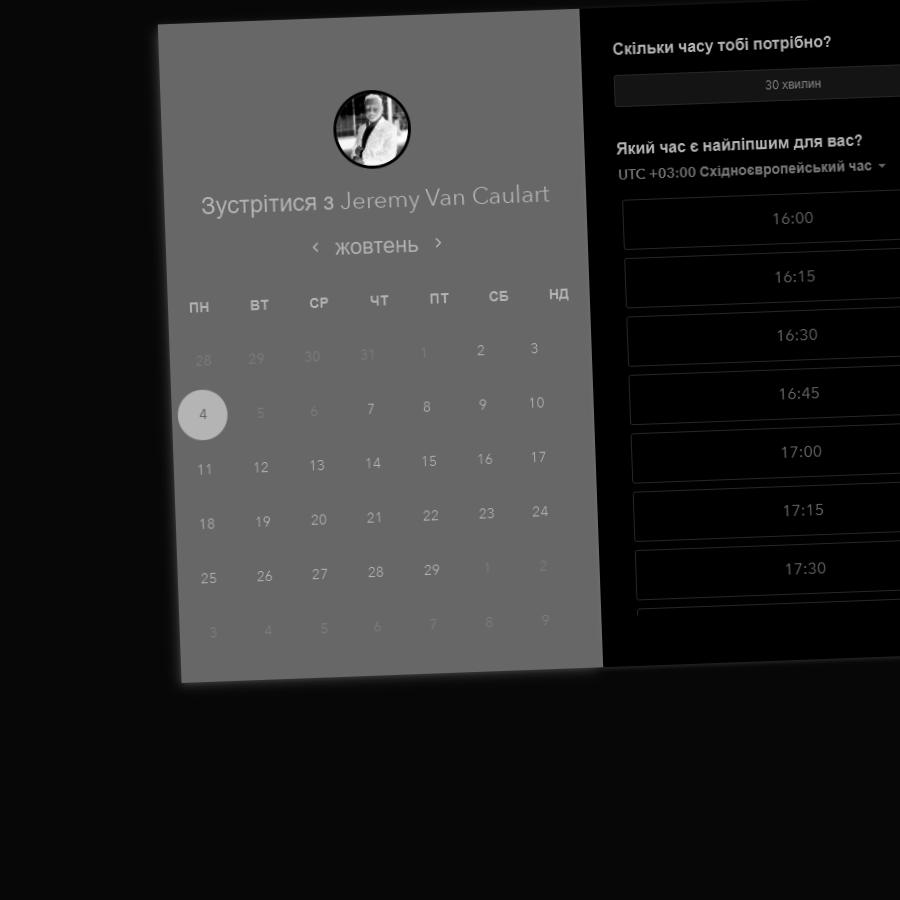 Зустрітися з Jeremy Van Caulart
жовтень
ПН ВТ СР ЧТ ПТ СБ НД
28 29 30 31 1 2 3
4 5 6 7 8 9 10
11 12 13 14 15 16 17
18 19 20 21 22 23 24
25 26 27 28 29 1 2
3 4 5 6 7 8 9
Скільки часу тобі потрібно?
30 хвилин
Який час є найліпшим для вас?
UTC +03:00 Східноєвропейський час
16:00
16:15
16:30
16:45
17:00
17:15
17:30